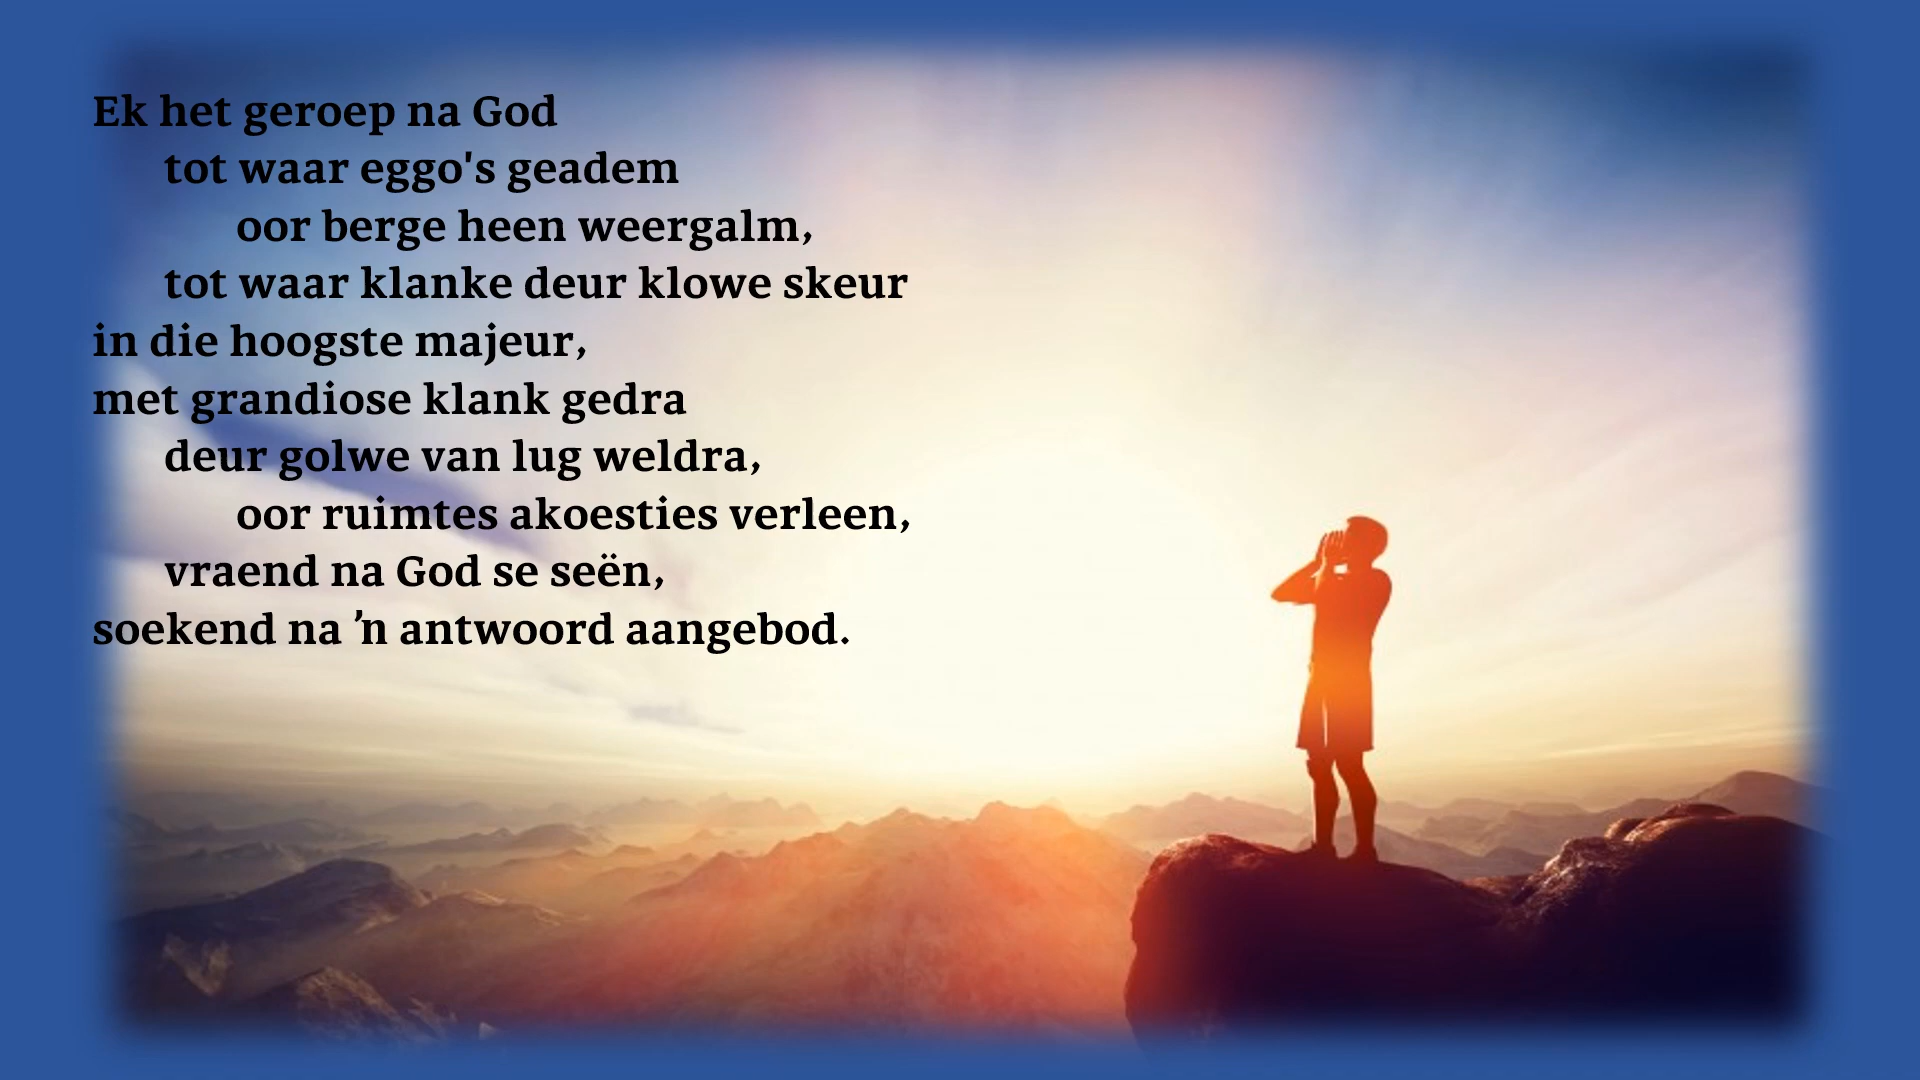 Ek het geroep na God
tot waar eggo's geadem
oor berge heen weergalm,
tot waar klanke deur klowe skeur
in die hoogste majeur,
met grandiose klank gedra
deur golwe van lug weldra,
oor ruimtes akoesties verleen,
vraend na God se seën,
soekend na ŉ antwoord aangebod.